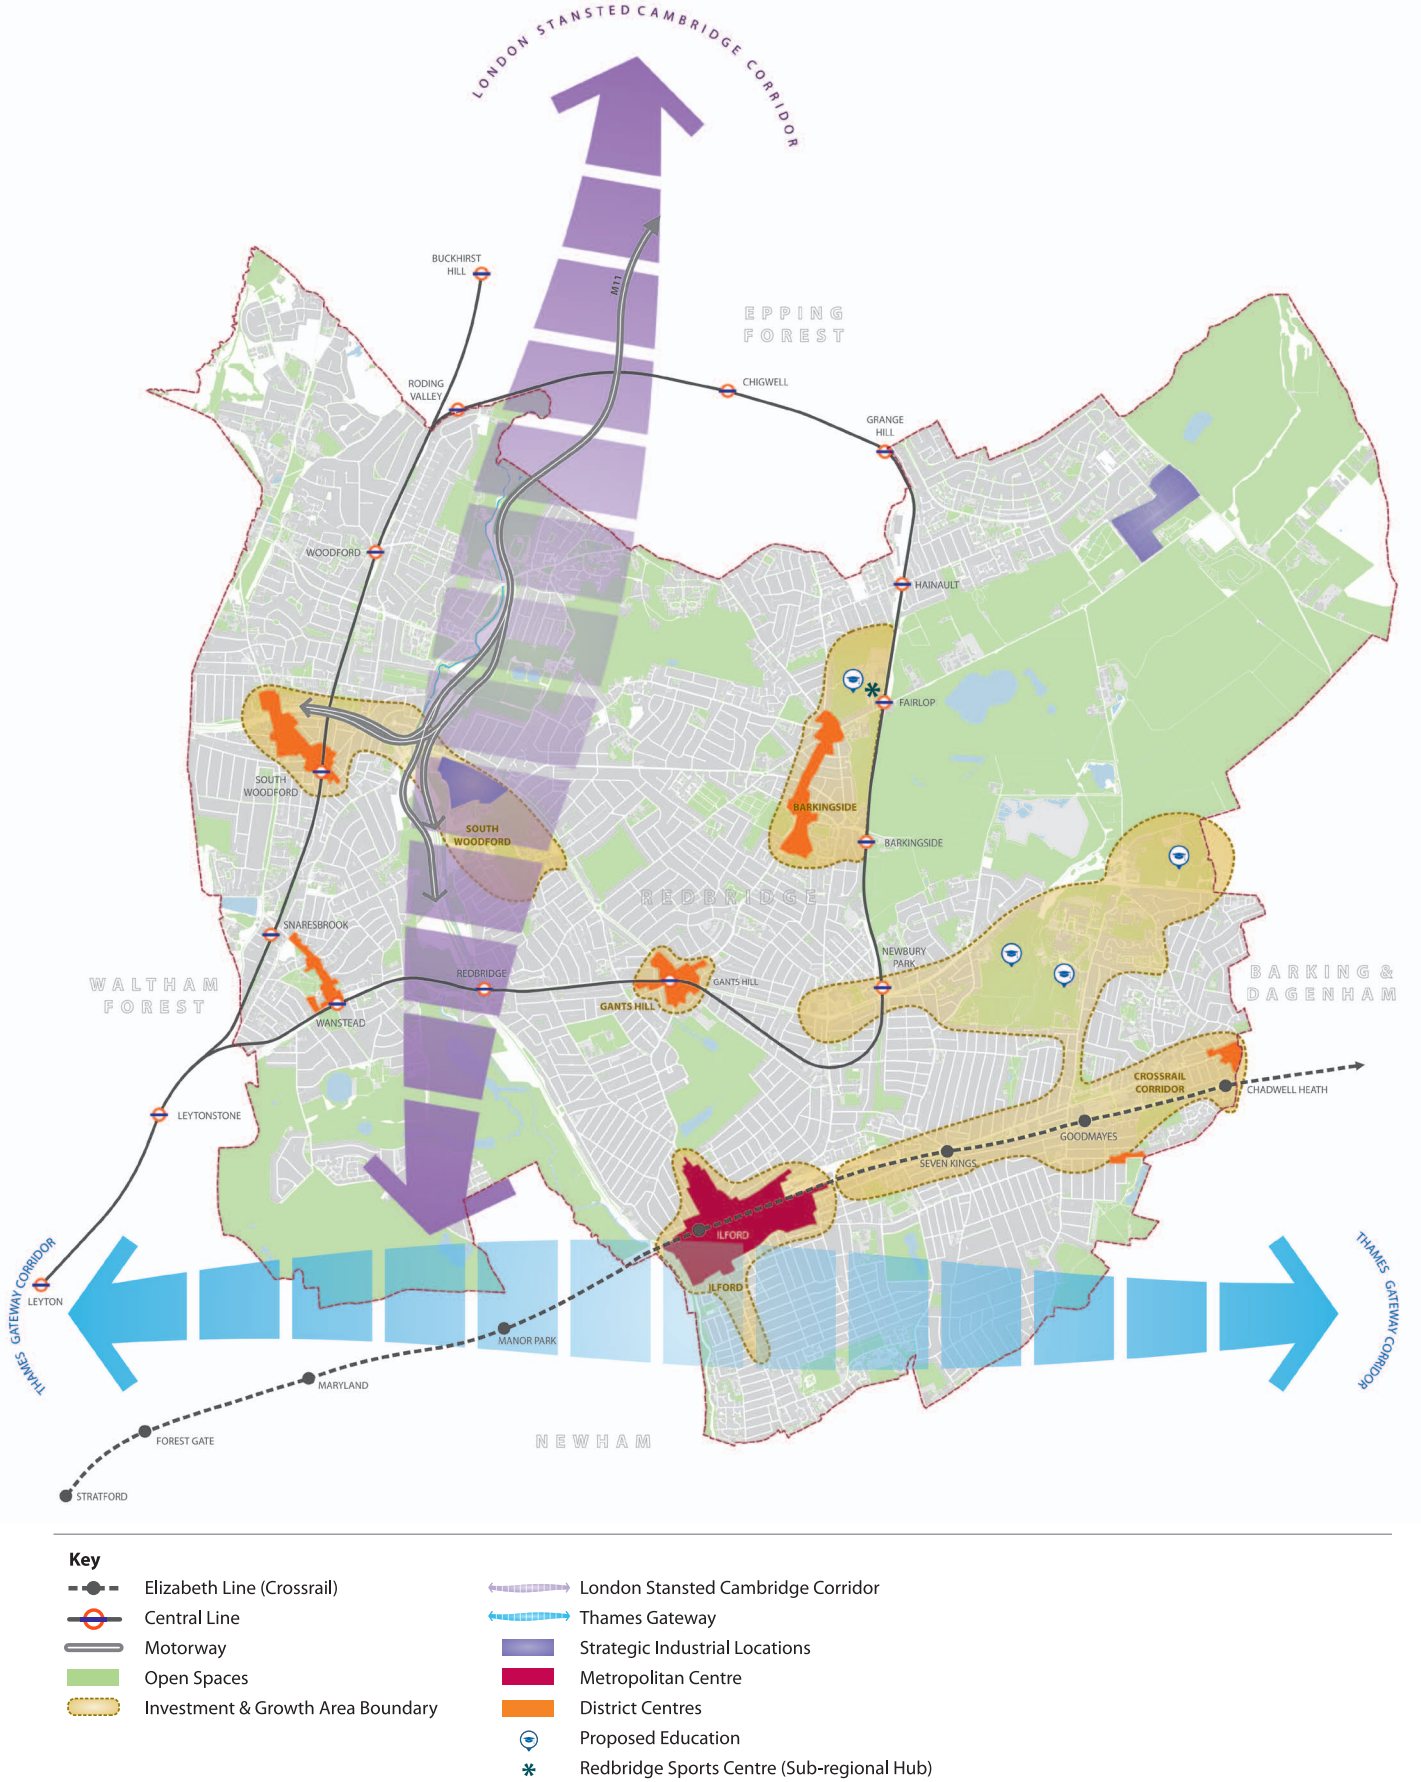 LONDON STANSTED CAMBRIDGE CORRIDOR
BUCKHIRST
HILL
M11
EPPING
FOREST
RODING
VALLEY
CHIGWELL
GRANGE
HILL
WOODFORD
HAINAULT
FAIRLOP
SOUTH
WOODFORD
BARKINGSIDE
SOUTH
WOODFORD
BARKINGSIDE
REDBRIDGE
SNARESBROOK
NEWBURY
PARK
WALTHAM
FOREST
REDBRIDGE
GANTS HILL
GANTS HILL
BARKING &
DAGENHAM
WANSTEAD
CROSSRAIL
CORRIDOR
CHADWELL HEATH
LEYTONSTONE
GOODMAYES
SEVEN KINGS
ILFORD
ILFORD
THAMES GATEWAY CORRIDOR
THAMES GATEWAY CORRIDOR
LEYTON
MANOR PARK
MARYLAND
FOREST GATE
NEWHAM
STRATFORD
Key
Elizabeth Line (Crossrail)
Central Line
Motorway
Open Spaces
Investment & Growth Area Boundary
London Stansted Cambridge Corridor
Thames Gateway
Strategic Industrial Locations
Metropolitan Centre
District Centres
Proposed Education
Redbridge Sports Centre (Sub-regional Hub)